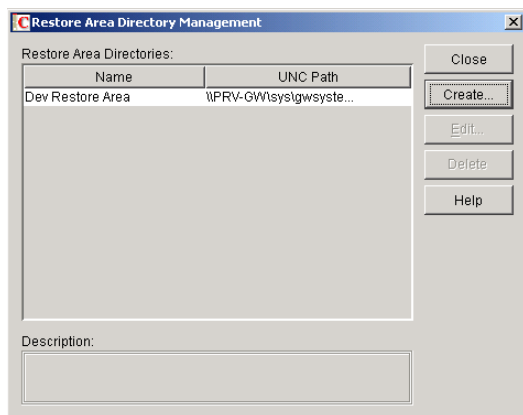 Restore Area Directory Management
Restore Area Directories:
Name UNC Path
Dev Restore Area \\PRV-GW\sys\gwsyste...
Close
Create...
Edit...
Delete
Help
Description: